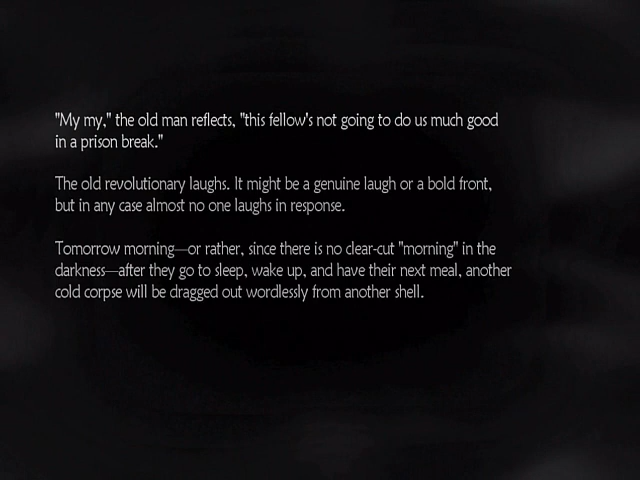 "My my," the old man reflects, "this fellow's not going to do us much good
in a prison break."
The old revolutionary laughs. It might be a genuine laugh or a bold front,
but in any case almost no one laughs in response.
Tomorrow morning—or rather, since there is no clear-cut "morning" in the
darkness—after they go to sleep, wake up, and have their next meal, another
cold corpse will be dragged out wordlessly from another shell.